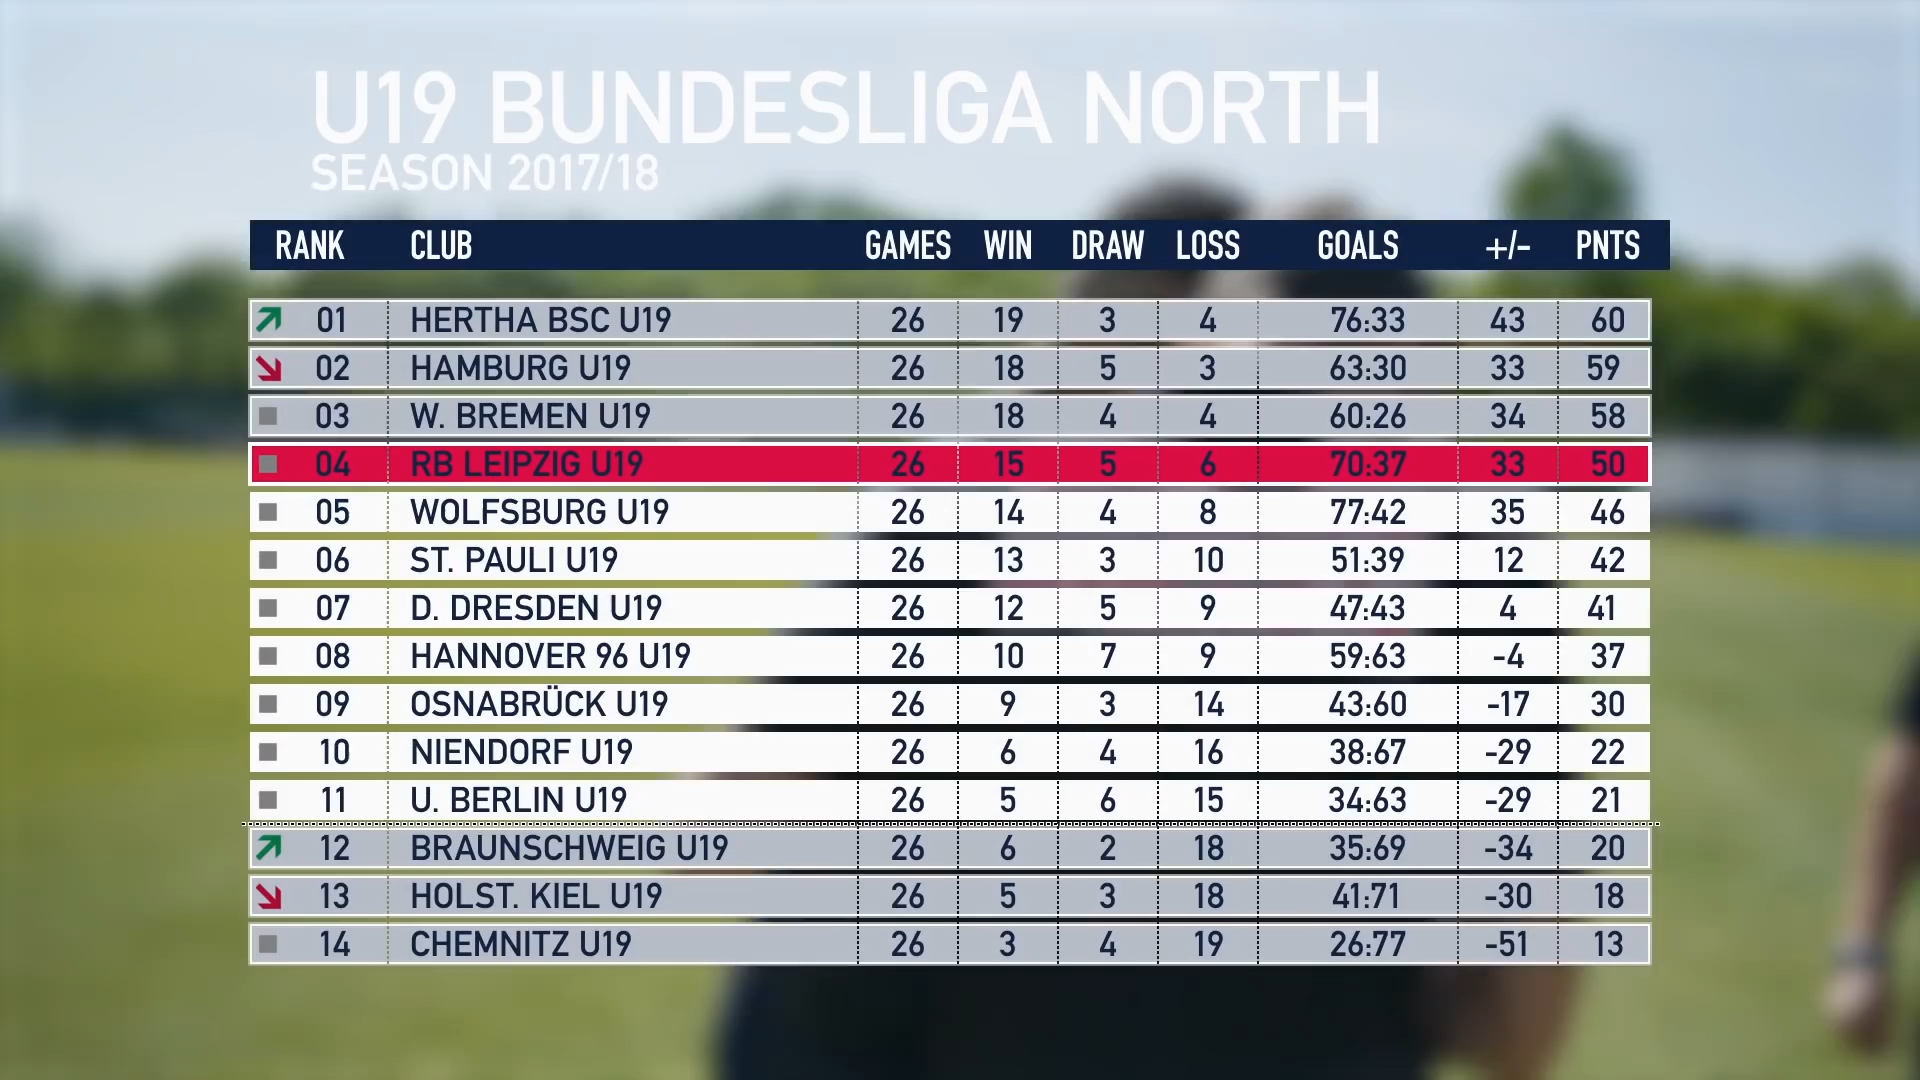 U19 BUNDESLIGA NORTH
SEASON 2017/18
RANK CLUB GAMES WIN DRAW LOSS GOALS +/- PNTS
01 HERTHA BSC U19 26 19 3 4 76:33 43 60
02 HAMBURG U19 26 18 5 3 63:30 33 59
03 W. BREMEN U19 26 18 4 4 60:26 34 58
04 RB LEIPZIG U19 26 15 5 6 70:37 33 50
05 WOLFSBURG U19 26 14 4 8 77:42 35 46
06 ST. PAULI U19 26 13 3 10 51:39 12 42
07 D. DRESDEN U19 26 12 5 9 47:43 4 41
08 HANNOVER 96 U19 26 10 7 9 59:63 -4 37
09 OSNABRÜCK U19 26 9 3 14 43:60 -17 30
10 NIENDORF U19 26 6 4 16 38:67 -29 22
11 U. BERLIN U19 26 5 6 15 34:63 -29 21
12 BRAUNSCHWEIG U19 26 6 2 18 35:69 -34 20
13 HOLST. KIEL U19 26 5 3 18 41:71 -30 18
14 CHEMNITZ U19 26 3 4 19 26:77 -51 13